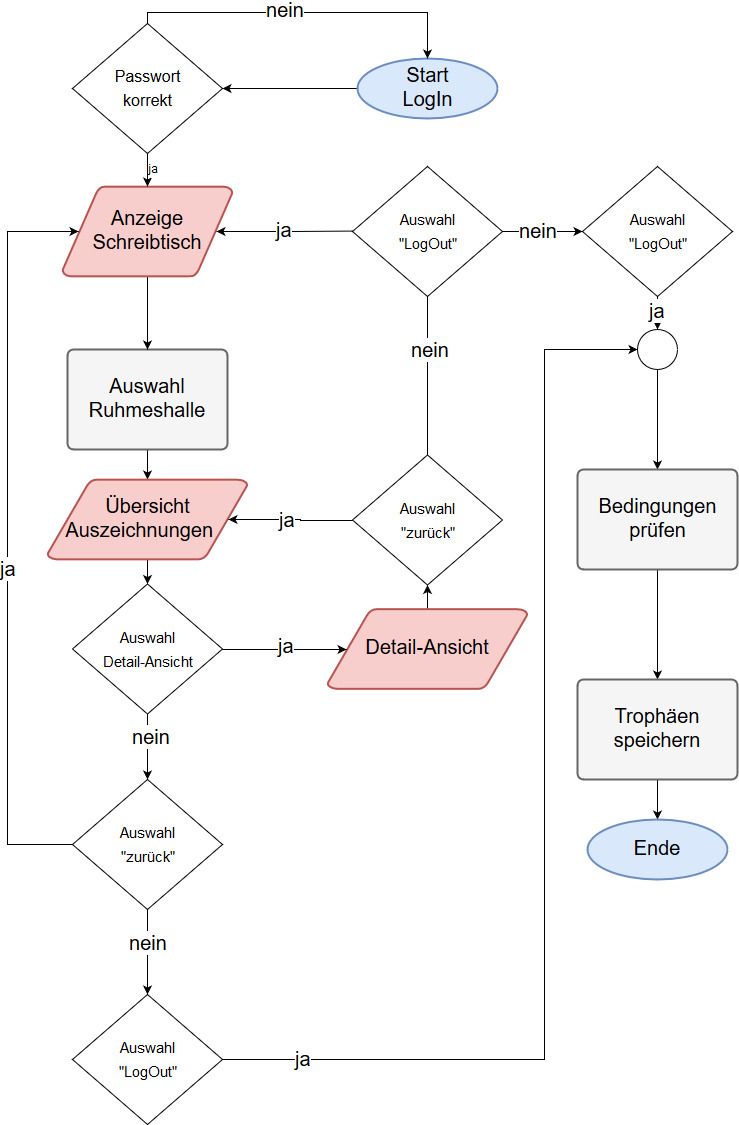 nein
Passwort
korrekt
Start
LogIn
ja
Anzeige
Schreibtisch
ja
Auswahl
"LogOut"
nein
Auswahl
"LogOut"
ja
nein
Auswahl
Ruhmeshalle
Übersicht
Auszeichnungen
ja
Auswahl
"zurück"
Bedingungen
prüfen
ja
Auswahl
Detail-Ansicht
ja
Detail-Ansicht
nein
Trophäen
speichern
Auswahl
"zurück"
Ende
nein
Auswahl
"LogOut"
ja